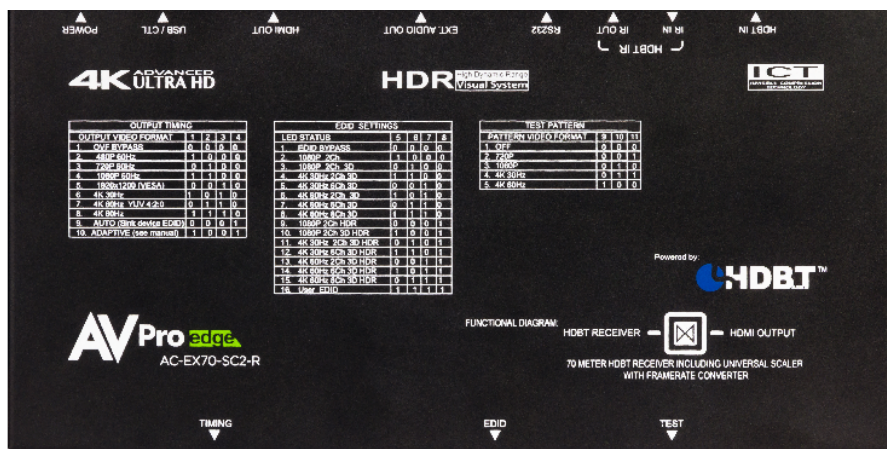 POWER USB / CTL HDMI OUT EXT. AUDIO OUT RS232 IR OUT IR IN HDBT IN
HDBT IR
4K ADVANCED ULTRA HD
HDR High Dynamic Range Visual System
ICT
INVISIBLE COMPRESSION TECHNOLOGY
OUTPUT TIMING
OUTPUT VIDEO FORMAT 1 2 3 4
1. OVF BYPASS 0 0 0 0
2. 480P 60Hz 1 0 0 0
3. 720P 60Hz 0 1 0 0
4. 1080P 60Hz 1 1 0 0
5. 1920x1200 (VESA) 0 0 1 0
6. 4K 30Hz 1 0 1 0
7. 4K 60Hz YUV 4:2:0 0 1 1 0
8. 4K 60Hz 1 1 1 0
9. AUTO (Sink device EDID) 0 0 0 1
10. ADAPTIVE (see manual) 1 0 0 1
EDID SETTINGS
LED STATUS 5 6 7 8
1. EDID BYPASS 0 0 0 0
2. 1080P 2Ch 1 0 0 0
3. 1080P 2Ch 3D 0 1 0 0
4. 4K 30Hz 2Ch 3D 1 1 0 0
5. 4K 30Hz 6Ch 3D 0 0 1 0
6. 4K 60Hz 2Ch 3D 1 0 1 0
7. 4K 60Hz 6Ch 3D 0 1 1 0
8. 4K 60Hz 8Ch 3D 1 1 1 0
9. 1080P 2Ch HDR 0 0 0 1
10. 1080P 2Ch 3D HDR 1 0 0 1
11. 4K 30Hz 2Ch 3D HDR 0 1 0 1
12. 4K 30Hz 6Ch 3D HDR 1 1 0 1
13. 4K 60Hz 2Ch 3D HDR 0 0 1 1
14. 4K 60Hz 6Ch 3D HDR 1 0 1 1
15. 4K 60Hz 8Ch 3D HDR 0 1 1 1
16. User EDID 1 1 1 1
TEST PATTERN
PATTERN VIDEO FORMAT 9 10 11
1. OFF 0 0 0
2. 720P 0 0 1
3. 1080P 0 1 0
4. 4K 30Hz 0 1 1
5. 4K 60Hz 1 0 0
Powered by:
HDBT™
AVPro edge
AC-EX70-SC2-R
FUNCTIONAL DIAGRAM:
HDBT RECEIVER HDMI OUTPUT
70 METER HDBT RECEIVER INCLUDING UNIVERSAL SCALER
WITH FRAMERATE CONVERTER
TIMING EDID TEST